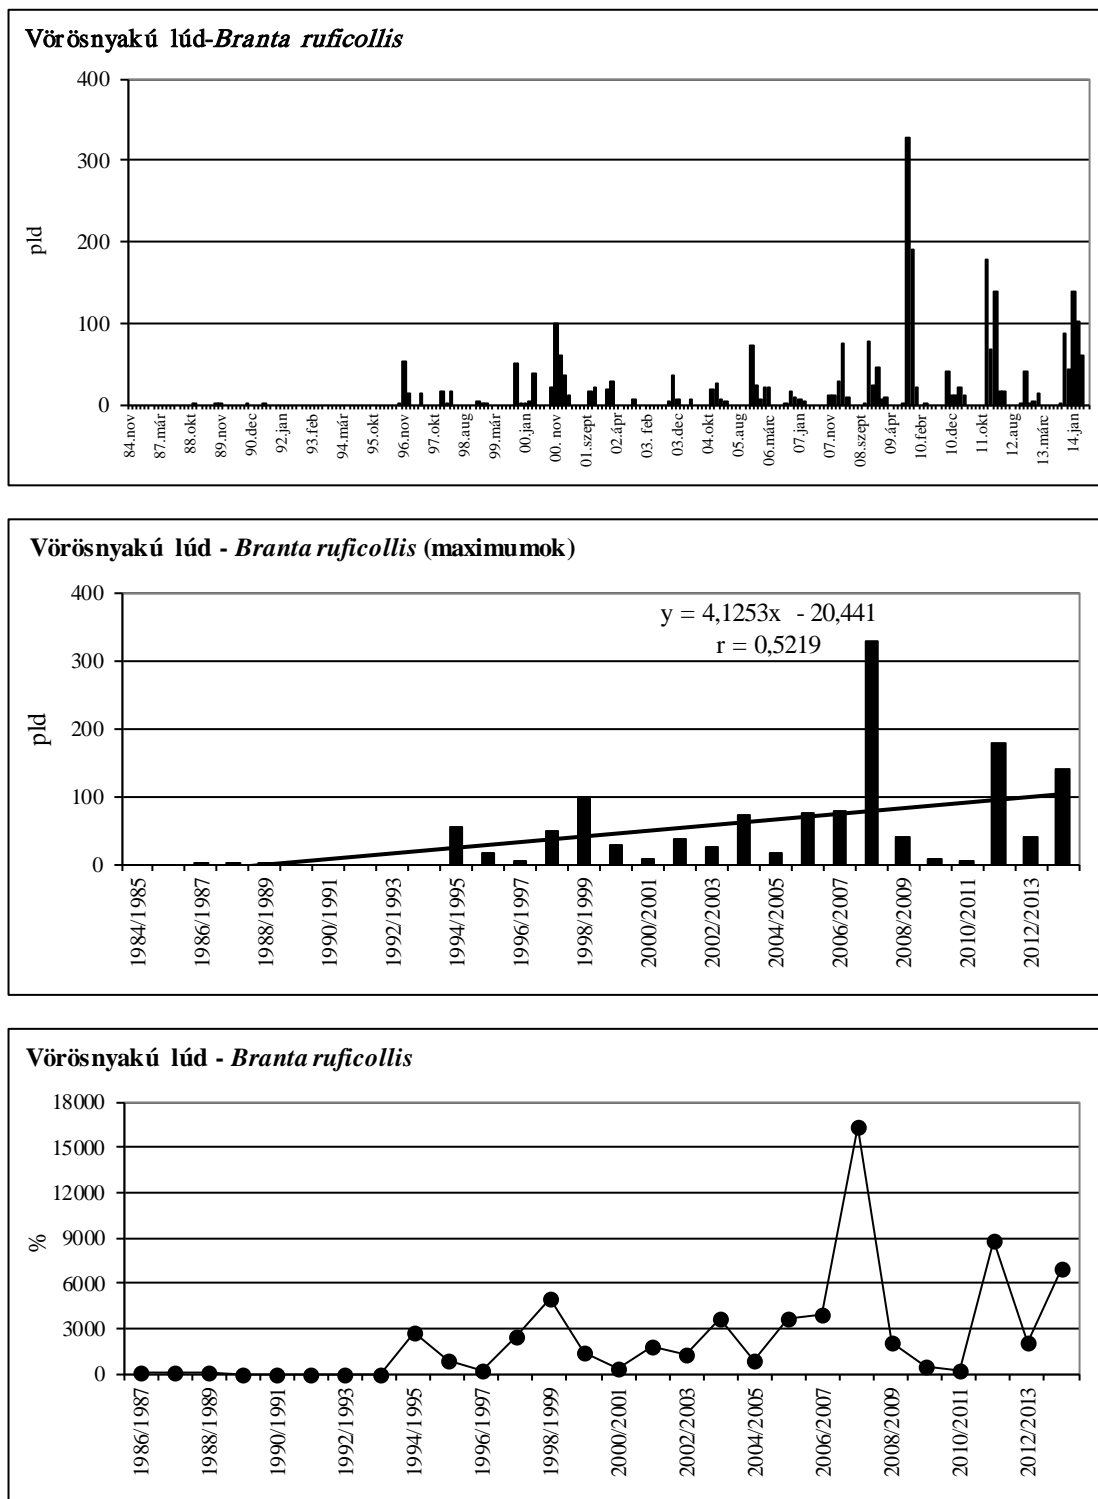 Vörösnyakú lúd-Branta ruficollis
400
300
200
100
0
pld
84.nov
87.már
88.okt
89.nov
90.dec
92.jan
93.feb
94.már
95.okt
96.nov
97.okt
98.aug
99.már
00.jan
00. nov
01.szept
02.ápr
03. feb
03.dec
04.okt
05.aug
06.márc
07.jan
07.nov
08.szept
09.ápr
10.febr
10.dec
11.okt
12.aug
13.márc
14.jan
Vörösnyakú lúd - Branta ruficollis (maximumok)
y = 4,1253x - 20,441
r = 0,5219
400
300
200
100
0
pld
1984/1985
1986/1987
1988/1989
1990/1991
1992/1993
1994/1995
1996/1997
1998/1999
2000/2001
2002/2003
2004/2005
2006/2007
2008/2009
2010/2011
2012/2013
Vörösnyakú lúd - Branta ruficollis
18000
15000
12000
9000
6000
3000
0
%
1986/1987
1988/1989
1990/1991
1992/1993
1994/1995
1996/1997
1998/1999
2000/2001
2002/2003
2004/2005
2006/2007
2008/2009
2010/2011
2012/2013